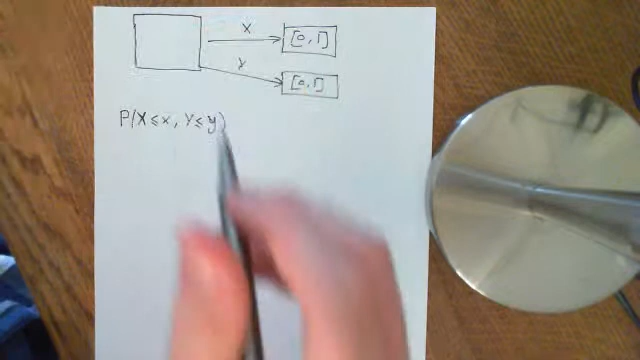 X
[0,1]
Y
[0,1]
P(X≤x, Y≤y)